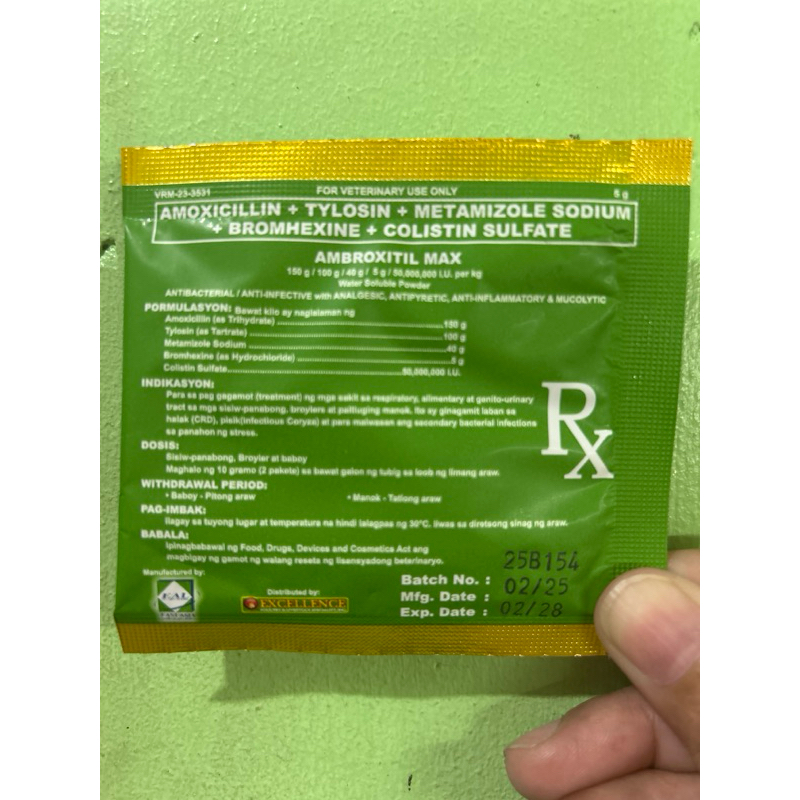 VRM-23-3531 FOR VETERINARY USE ONLY 5 g
AMOXICILLIN + TYLOSIN + METAMIZOLE SODIUM
+ BROMHEXINE + COLISTIN SULFATE
AMBROXITIL MAX
150 g / 100 g / 40 g / 5 g / 50,000,000 I.U. per kg
Water Soluble Powder
ANTIBACTERIAL / ANTI-INFECTIVE with ANALGESIC, ANTIPYRETIC, ANTI-INFLAMMATORY & MUCOLYTIC
FORMULASYON: Bawat kilo ay naglalaman ng
Amoxicillin (as Trihydrate) 150 g
Tylosin (as Tartrate) 100 g
Metamizole Sodium 40 g
Bromhexine (as Hydrochloride) 5 g
Colistin Sulfate 50,000,000 I.U.
INDIKASYON:
Para sa pag gagamot (treatment) ng mga sakit sa respiratory, alimentary at genito-urinary
tract sa mga sisiw-panabong, broylers at patiluging manok. Ito ay ginagamit laban sa
halak (CRD), pisik(Infectious Coryza) at para malawasan ang secondary bacterial infections
sa panahon ng stress.
Rx
DOSIS:
Sisiw-panabong, Broyler at baboy
Maghalo ng 10 gramo (2 pakete) sa bawat galon ng tubig sa loob ng limang araw.
WITHDRAWAL PERIOD:
• Baboy - Pitong araw • Manok - Tatlong araw
PAG-IMBAK:
Ilagay sa tuyong lugar at temperatura na hindi lalagpas ng 30°C. Iiwas sa diretsong sinag ng araw.
BABALA:
Ipinagbabawal ng Food, Drugs, Devices and Cosmetics Act ang
magbigay ng gamot ng walang reseta ng lisensyadong beterinaryo.
Manufactured by:
Distributed by:
EXCELLENCE
Batch No. : 25B154
Mfg. Date : 02/25
Exp. Date : 02/28